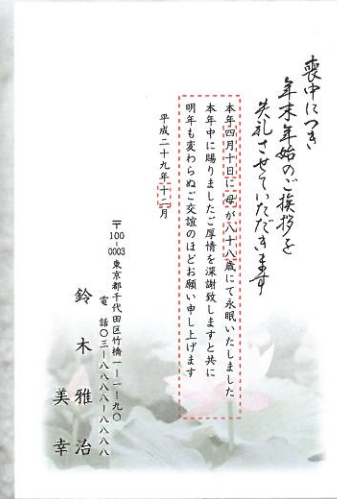 喪中につき
年末年始のご挨拶を
失礼させていただきます
本年四月十日に母が八十八歳にて永眠いたしました
本年中に賜りましたご厚情を深謝致しますと共に
明年も変わらぬご交誼のほどお願い申し上げます
平成二十九年十二月
〒100-0003 東京都千代田区竹橋一ー一ー九〇
電話〇三ー八八八八ー八八八八
鈴木雅治
美幸